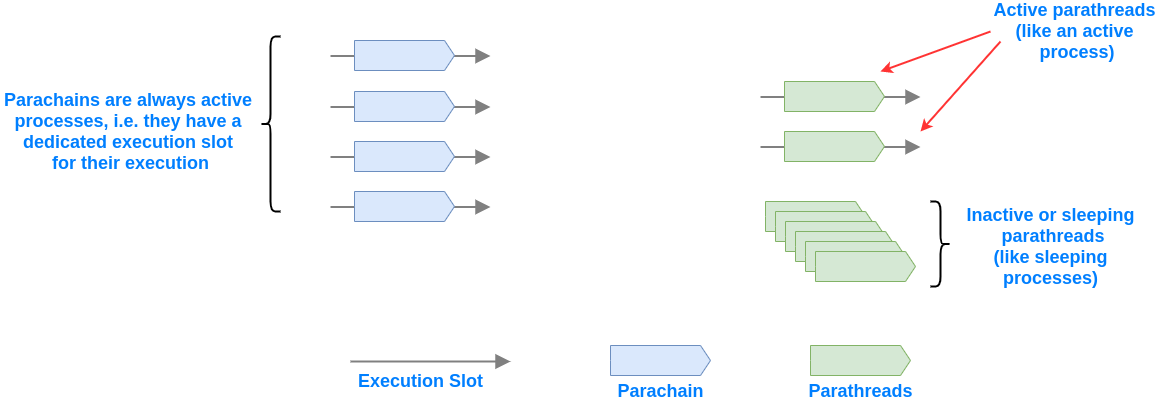 Active parathreads
(like an active
process)
Parachains are always active
processes, i.e. they have a
dedicated execution slot
for their execution
Inactive or sleeping
parathreads
(like sleeping
processes)
Execution Slot
Parachain
Parathreads